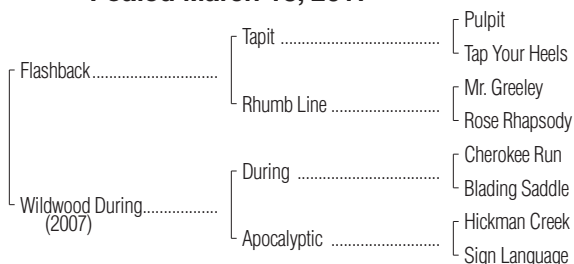 Foaled March
Pulpit
Tapit ........................................
Tap Your Heels
Flashback...............................
Mr. Greeley
Rhumb Line ...........................
Rose Rhapsody
Cherokee Run
During ....................................
Blading Saddle
Wildwood During...................
(2007)
Hickman Creek
Apocalyptic ...........................
Sign Language